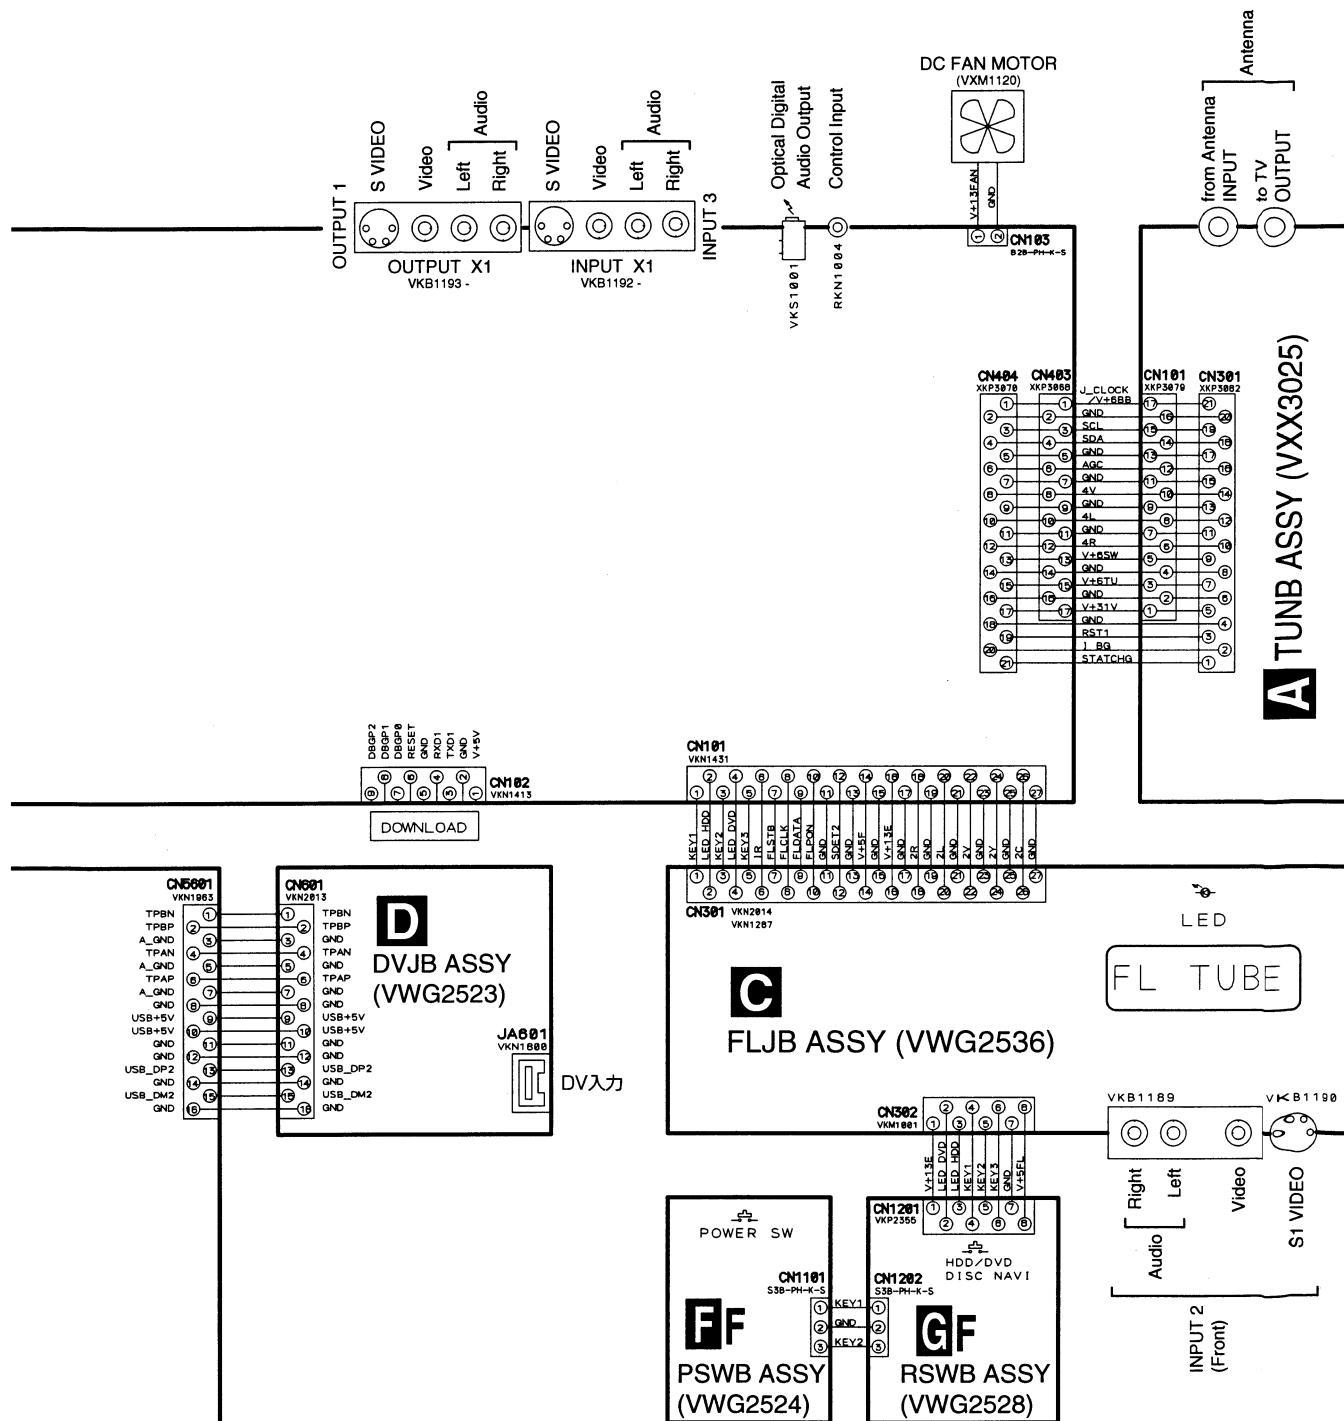 DC FAN MOTOR
(VXM1120)
V+13FAN
GND
CN103
B2B-PH-K-S
Antenna
from Antenna
INPUT
to TV
OUTPUT
OUTPUT 1
S VIDEO
Video
Left
Right
Audio
OUTPUT X1
VKB1193 -
S VIDEO
Video
Left
Right
Audio
INPUT 3
INPUT X1
VKB1192 -
Optical Digital
Audio Output
VKS1001
Control Input
RKN1004
CN404
XKP3070
CN403
XKP3068
CN101
XKP3079
CN301
XKP3082
J_CLOCK
/V+6BB
GND
SCL
SDA
GND
AGC
GND
4V
GND
4L
GND
4R
V+6SW
GND
V+6TU
GND
V+31V
GND
RST1
I BG
STATCHG
A TUNB ASSY (VXX3025)
DBGP2
DBGP1
DBGP0
RESET
GND
RXD1
TXD1
GND
V+5V
CN102
VKN1413
DOWNLOAD
CN101
VKN1431
KEY1
LED HDD
KEY2
LED DVD
KEY3
IR
FLSTB
FLCLK
FLDATA
FLPON
GND
SDET2
GND
V+5F
GND
V+13E
GND
2R
GND
2L
GND
2V
GND
2Y
GND
2C
GND
CN301
VKN2014
VKN1287
LED
FL TUBE
C
FLJB ASSY (VWG2536)
CN5601
VKN1963
TPBN
TPBP
A_GND
TPAN
A_GND
TPAP
A_GND
GND
USB+5V
USB+5V
GND
GND
USB_DP2
GND
USB_DM2
GND
CN601
VKN2013
TPBN
TPBP
GND
TPAN
GND
TPAP
GND
GND
USB+5V
USB+5V
GND
GND
USB_DP2
GND
USB_DM2
GND
D
DVJB ASSY
(VWG2523)
JA601
VKN1800
DV入力
CN302
VKM1001
V+13E
LED DVD
LED HDD
KEY1
KEY2
KEY3
GND
V+5FL
CN1201
VKP2355
HDD/DVD
DISC NAVI
VKB1189
VKB1190
Right
Left
Audio
Video
S1 VIDEO
INPUT 2
(Front)
POWER SW
CN1101
S3B-PH-K-S
KEY1
GND
KEY2
CN1202
S3B-PH-K-S
F F
PSWB ASSY
(VWG2524)
G F
RSWB ASSY
(VWG2528)